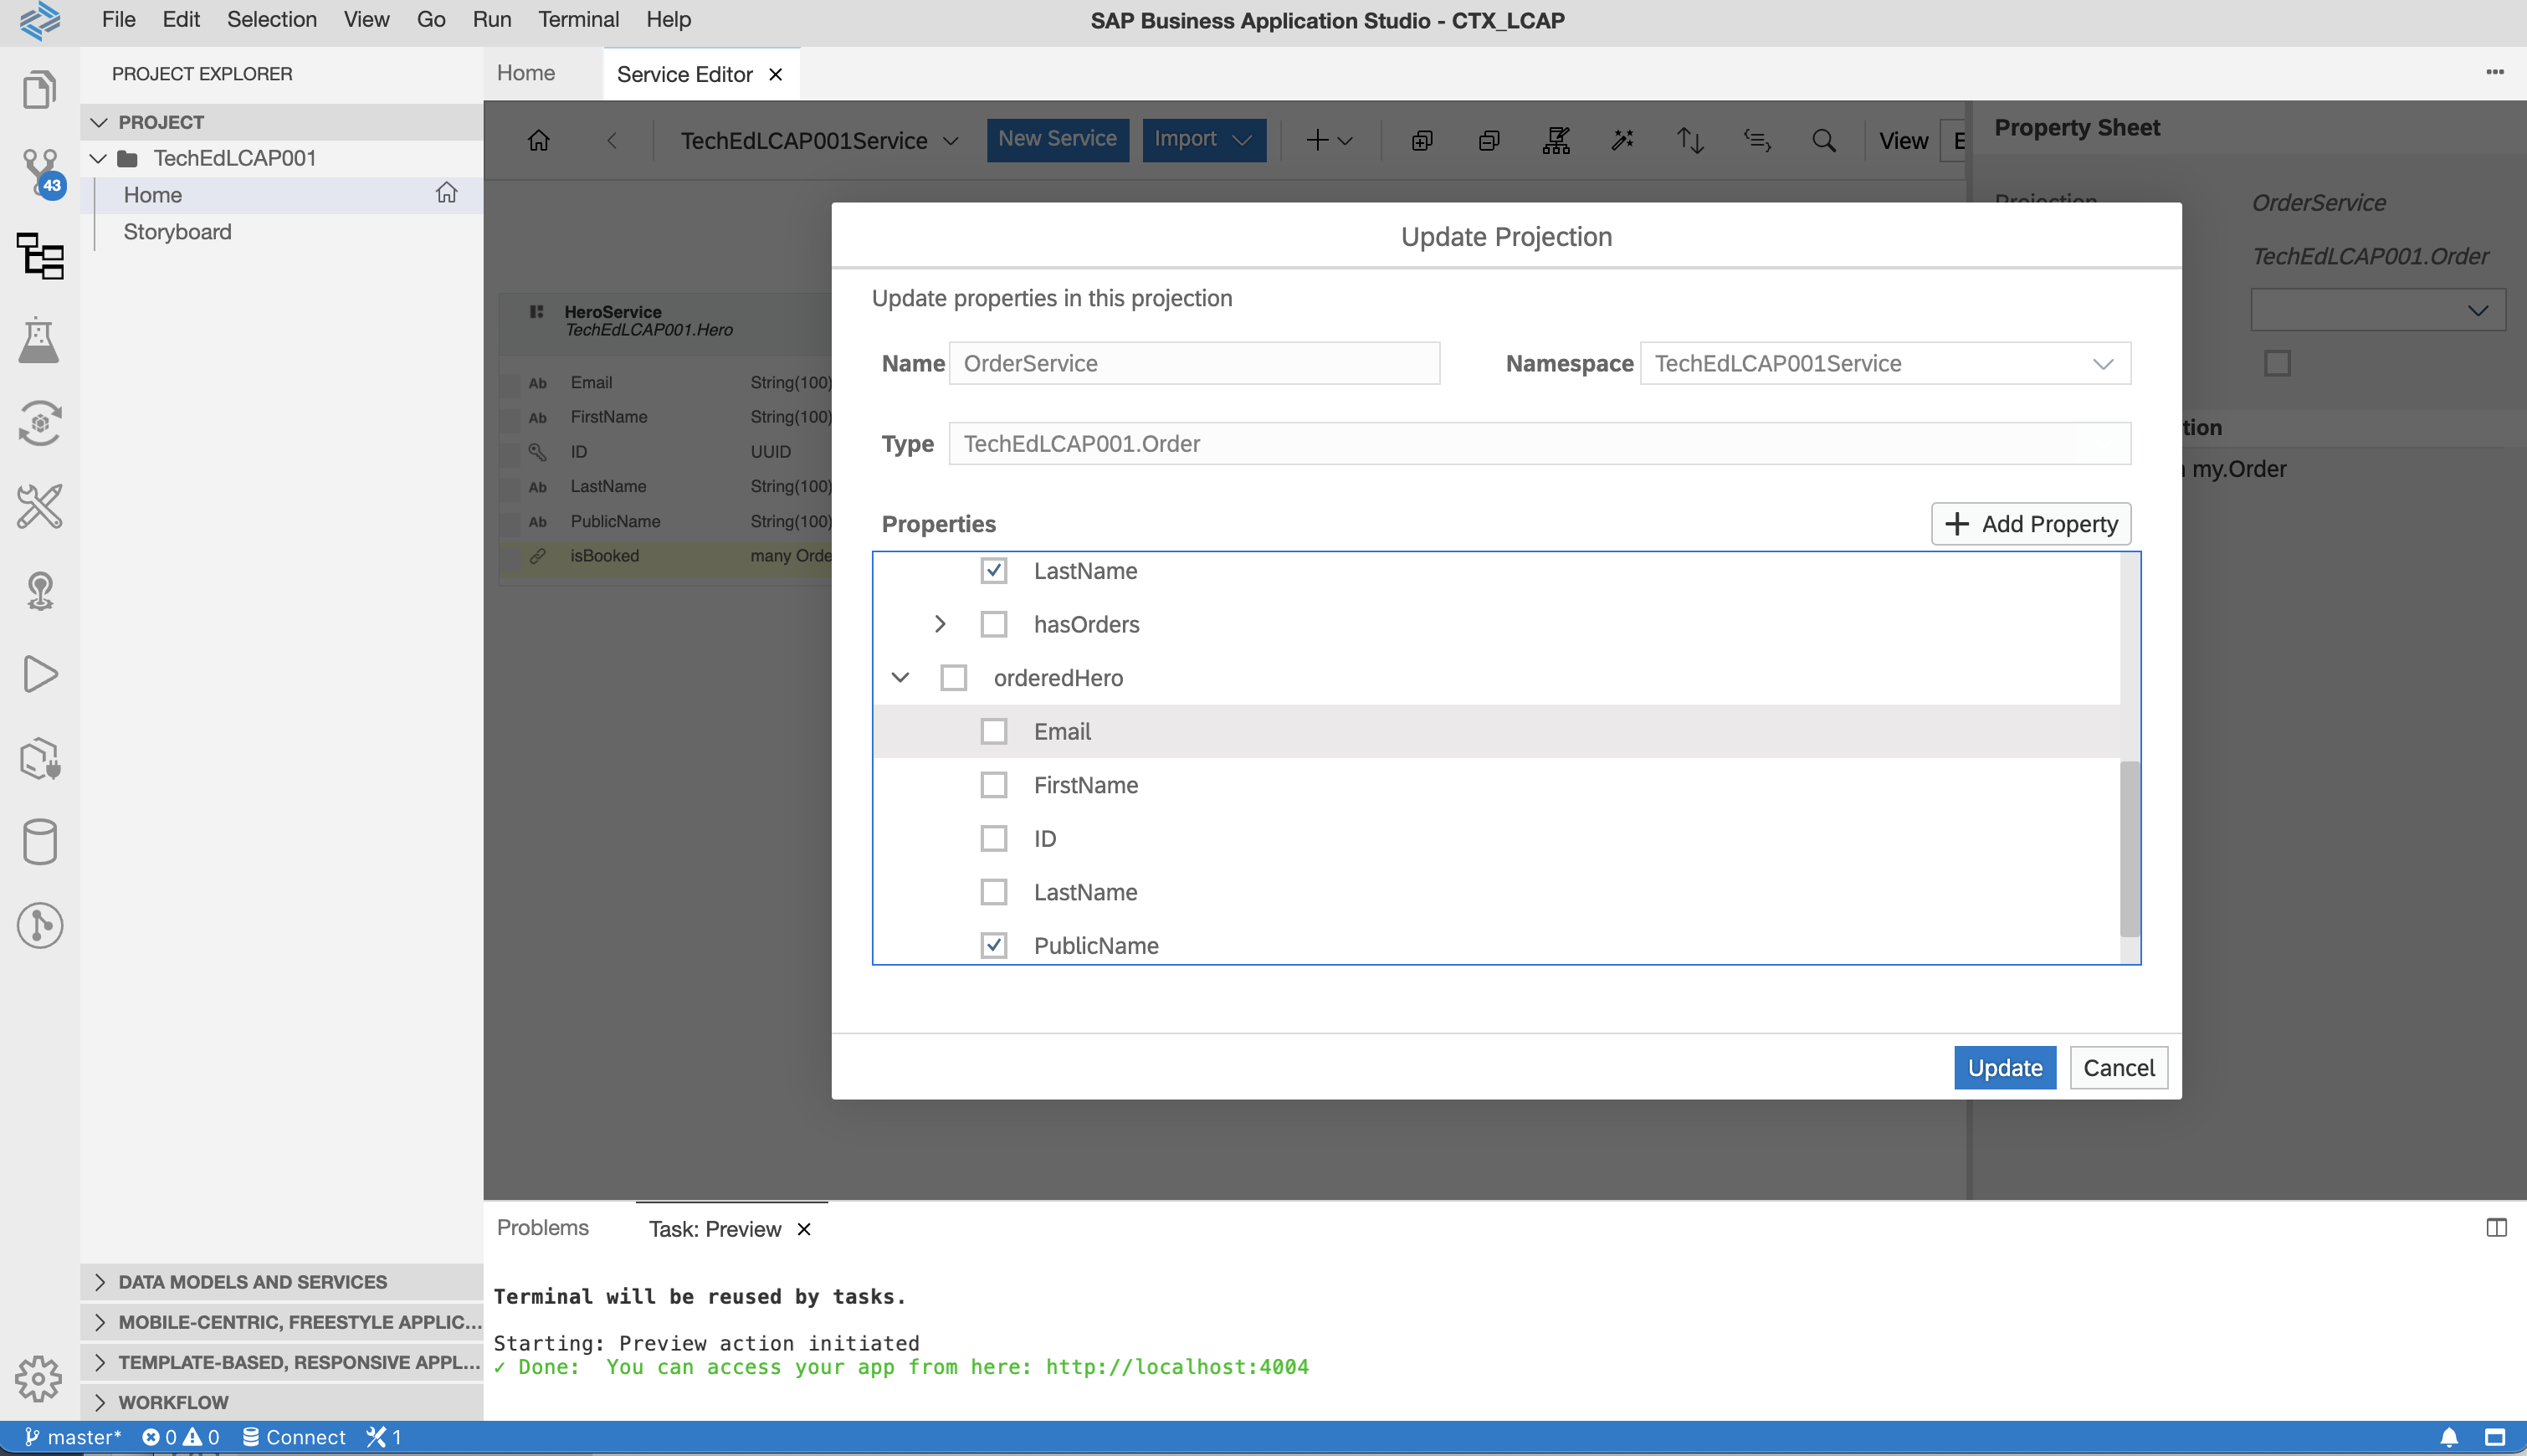 File Edit Selection View Go Run Terminal Help
SAP Business Application Studio - CTX_LCAP
PROJECT EXPLORER
PROJECT
TechEdLCAP001
Home
Storyboard
43
Home
Service Editor
TechEdLCAP001Service
New Service
Import
View
Property Sheet
OrderService
TechEdLCAP001.Order
my.Order
HeroService
TechEdLCAP001.Hero
Ab Email String(100)
Ab FirstName String(100)
ID UUID
Ab LastName String(100)
Ab PublicName String(100)
isBooked many Orde
Update Projection
Update properties in this projection
Name OrderService
Namespace TechEdLCAP001Service
Type TechEdLCAP001.Order
Properties
Add Property
LastName
hasOrders
orderedHero
Email
FirstName
ID
LastName
PublicName
Update
Cancel
DATA MODELS AND SERVICES
MOBILE-CENTRIC, FREESTYLE APPLIC...
TEMPLATE-BASED, RESPONSIVE APPL...
WORKFLOW
Problems
Task: Preview
Terminal will be reused by tasks.
Starting: Preview action initiated
✓ Done: You can access your app from here: http://localhost:4004
master* 0 0 Connect 1